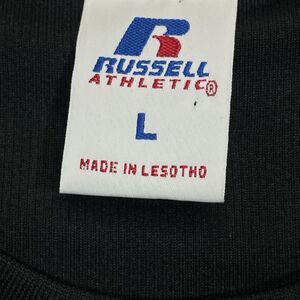 R
RUSSELL
ATHLETIC®
L
MADE IN LESOTHO